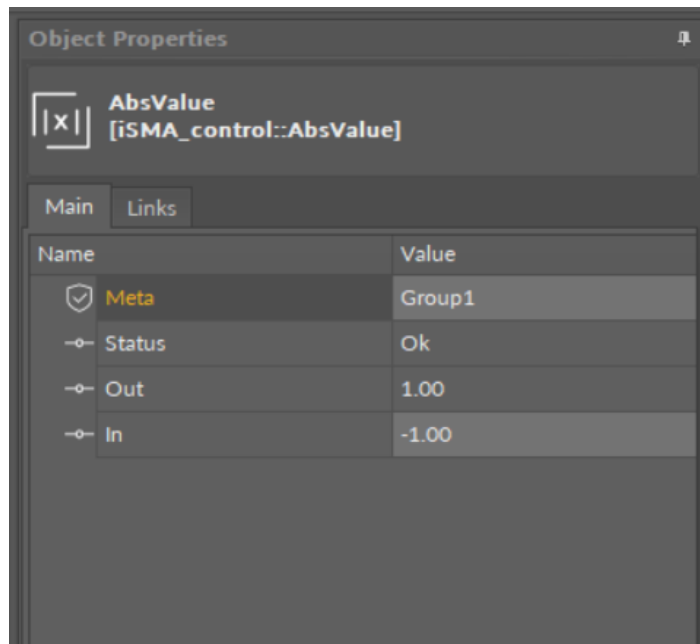 Object Properties
|x|
AbsValue
[iSMA_control::AbsValue]
Main Links
Name Value
Meta Group1
Status Ok
Out 1.00
In -1.00